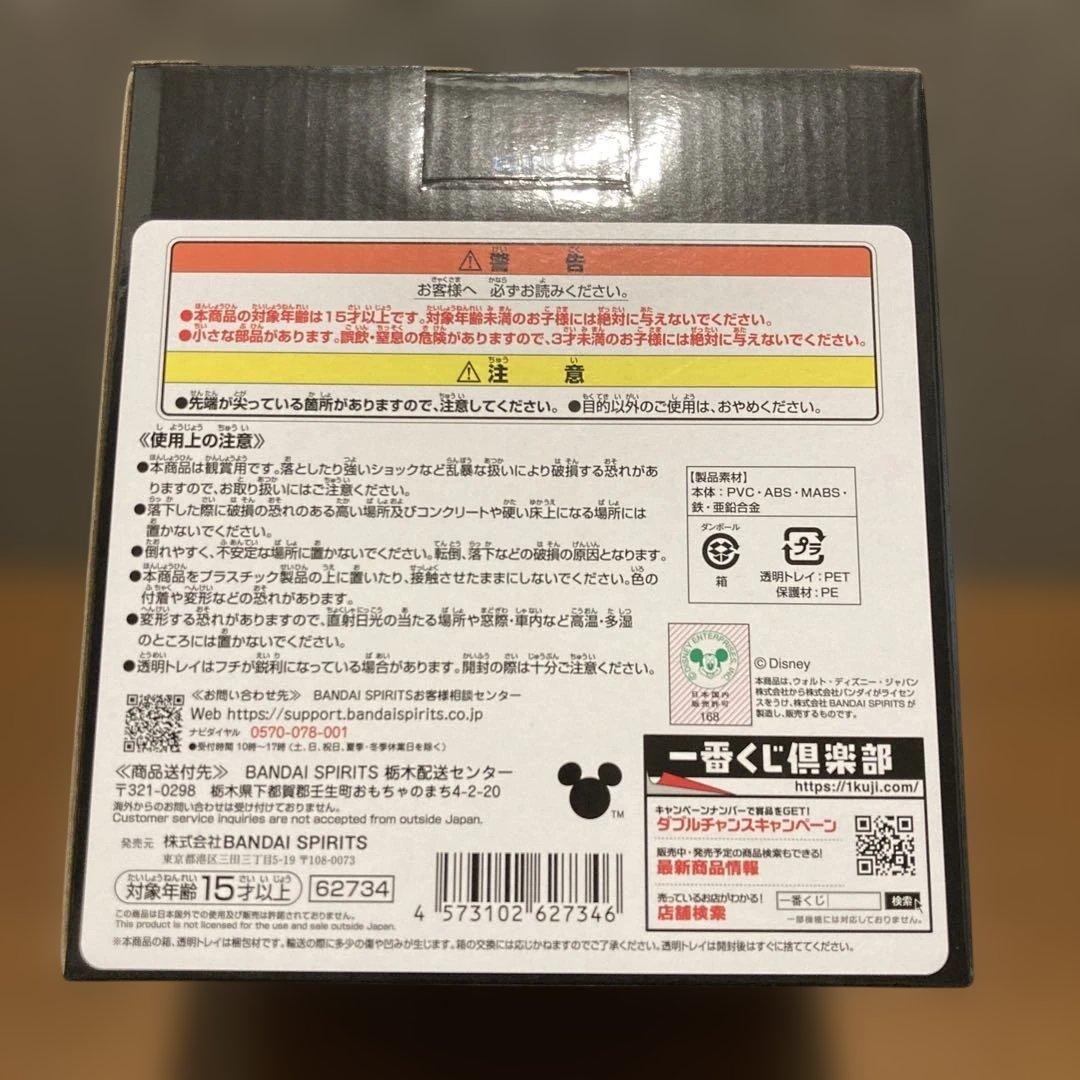 ⚠警告
お客様へ 必ずお読みください。
●本商品の対象年齢は15才以上です。対象年齢未満のお子様には絶対に与えないでください。
●小さな部品があります。誤飲・窒息の危険がありますので、3才未満のお子様には絶対に与えないでください。
⚠注意
●先端が尖っている箇所がありますので、注意してください。 ●目的以外のご使用は、おやめください。
《使用上の注意》
●本商品は観賞用です。落としたり強いショックなど乱暴な扱いにより破損する恐れがあ
りますので、お取り扱いにはご注意ください。
●落下した際に破損の恐れのある高い場所及びコンクリートや硬い床上になる場所には
置かないでください。
●倒れやすく、不安定な場所に置かないでください。転倒、落下などの破損の原因となります。
●本商品をプラスチック製品の上に置いたり、接触させたままにしないでください。色の
付着や変形などの恐れがあります。
●変形する恐れがありますので、直射日光の当たる場所や窓際・車内など高温・多湿
のところには置かないでください。
●透明トレイはフチが鋭利になっている場合があります。開封の際は十分ご注意ください。
【製品素材】
本体:PVC・ABS・MABS・
鉄・亜鉛合金
ダンボール
箱
プラ
透明トレイ:PET
保護材:PE
©DISNEY ENTERPRISES, INC.
日本国内
販売許可
168
©Disney
本商品は、ウォルト・ディズニー・ジャパン
株式会社から株式会社バンダイがライセン
スをうけ、株式会社BANDAI SPIRITSが
製造し、販売するものです。
《お問い合わせ先》 BANDAI SPIRITSお客様相談センター
Web https://support.bandaispirits.co.jp
ナビダイヤル 0570-078-001
●受付時間 10時〜17時(土、日、祝日、夏季・冬季休業日を除く)
《商品送付先》 BANDAI SPIRITS 栃木配送センター
〒321-0298 栃木県下都賀郡壬生町おもちゃのまち4-2-20
海外からのお問い合わせは受け付けておりません。
Customer service inquiries are not accepted from outside Japan.
TM
発売元 株式会社BANDAI SPIRITS
東京都港区三田三丁目5-19 〒108-0073
対象年齢15才以上
62734
この商品は日本国外での使用及び販売は許諾されておりません。
This product is not licensed for the use and sale outside Japan.
4 573102 627346
一番くじ倶楽部
https://1kuji.com/
キャンペーンナンバーで賞品をGET!
ダブルチャンスキャンペーン
販売中・発売予定の商品検索もできる!
最新商品情報
売っているお店がわかる!
店舗検索
一番くじ 検索
一部機種には対応しておりません。
※本商品の箱、透明トレイは梱包材です。輸送の際に多少の傷や凹みが生じます。箱の交換には応じかねますのでご了承ください。透明トレイは開封後はすぐに捨ててください。